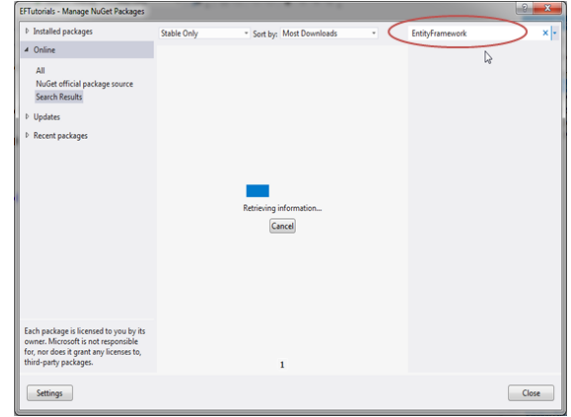 EFTutorials - Manage NuGet Packages
Installed packages
Stable Only
Sort by: Most Downloads
EntityFramework
Online
All
NuGet official package source
Search Results
Updates
Recent packages
Retrieving information...
Cancel
Each package is licensed to you by its
owner. Microsoft is not responsible
for, nor does it grant any licenses to,
third-party packages.
1
Settings
Close